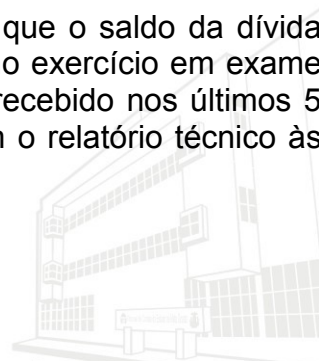 que o saldo da dívida
o exercício em exame
recebido nos últimos 5
o relatório técnico às